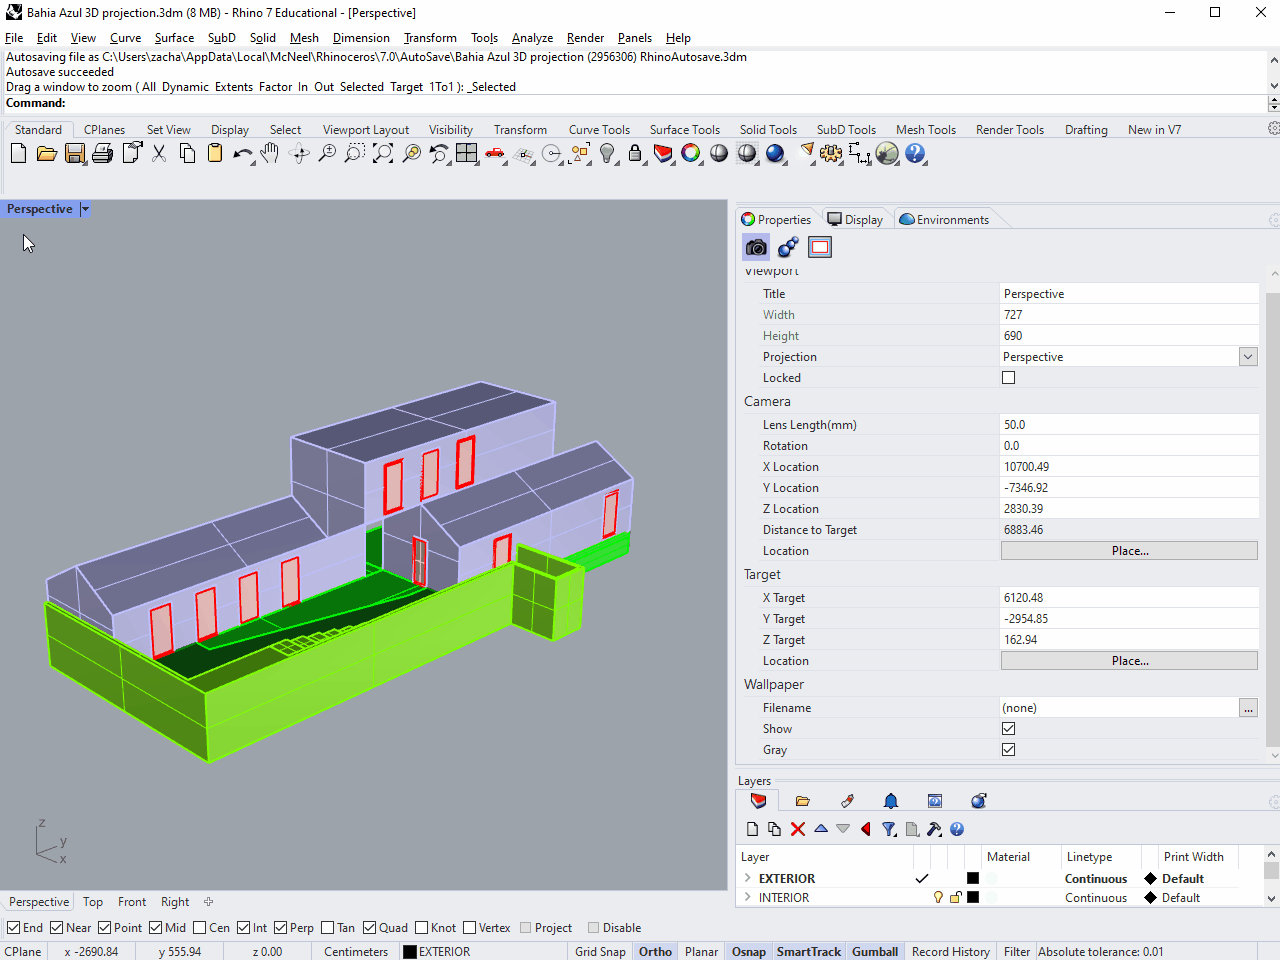 Bahia Azul 3D projection.3dm (8 MB) - Rhino 7 Educational - [Perspective]
File Edit View Curve Surface SubD Solid Mesh Dimension Transform Tools Analyze Render Panels Help
Autosaving file as C:\Users\zacha\AppData\Local\McNeel\Rhinoceros\7.0\AutoSave\Bahia Azul 3D projection (2956306) RhinoAutosave.3dm
Autosave succeeded
Drag a window to zoom ( All Dynamic Extents Factor In Out Selected Target 1To1 ): _Selected
Command:
Standard CPlanes Set View Display Select Viewport Layout Visibility Transform Curve Tools Surface Tools Solid Tools SubD Tools Mesh Tools Render Tools Drafting New in V7
Perspective
z
y
x
Properties Display Environments
Viewport
Title Perspective
Width 727
Height 690
Projection Perspective
Locked
Camera
Lens Length(mm) 50.0
Rotation 0.0
X Location 10700.49
Y Location -7346.92
Z Location 2830.39
Distance to Target 6883.46
Location Place...
Target
X Target 6120.48
Y Target -2954.85
Z Target 162.94
Location Place...
Wallpaper
Filename (none) ...
Show
Gray
Layers
Layer Material Linetype Print Width
EXTERIOR Continuous Default
INTERIOR Continuous Default
Perspective Top Front Right
End Near Point Mid Cen Int Perp Tan Quad Knot Vertex Project Disable
CPlane x -2690.84 y 555.94 z 0.00 Centimeters EXTERIOR Grid Snap Ortho Planar Osnap SmartTrack Gumball Record History Filter Absolute tolerance: 0.01